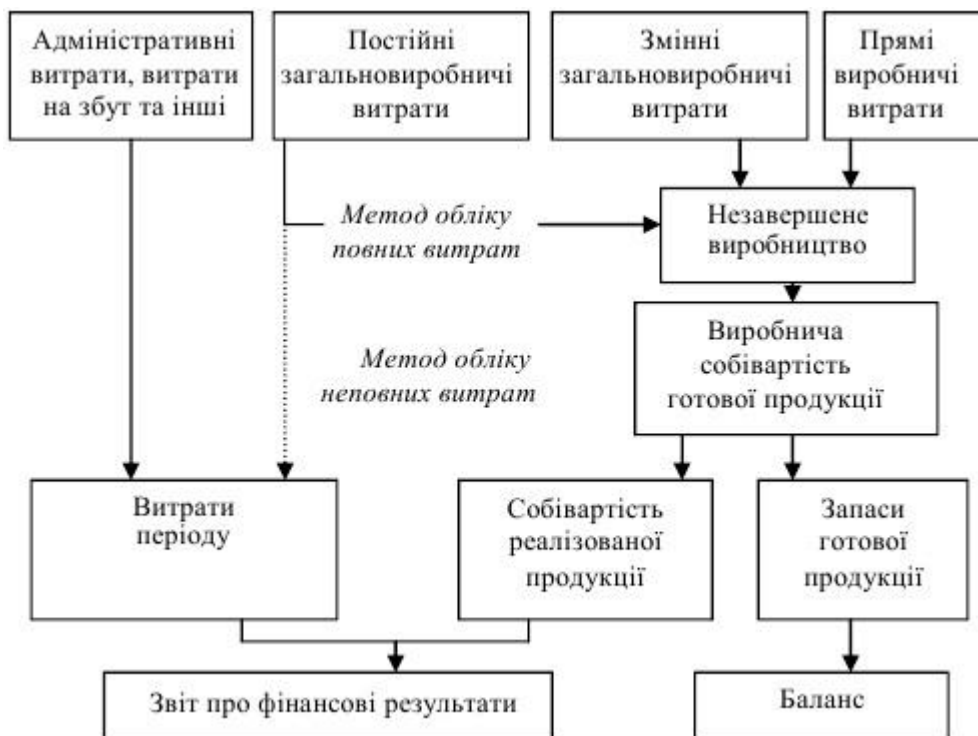 Адміністративні
витрати, витрати
на збут та інші
Постійні
загальновиробничі
витрати
Змінні
загальновиробничі
витрати
Прямі
виробничі
витрати
Метод обліку
повних витрат
Незавершене
виробництво
Метод обліку
неповних витрат
Виробнича
собівартість
готової продукції
Витрати
періоду
Собівартість
реалізованої
продукції
Запаси
готової
продукції
Звіт про фінансові результати
Баланс